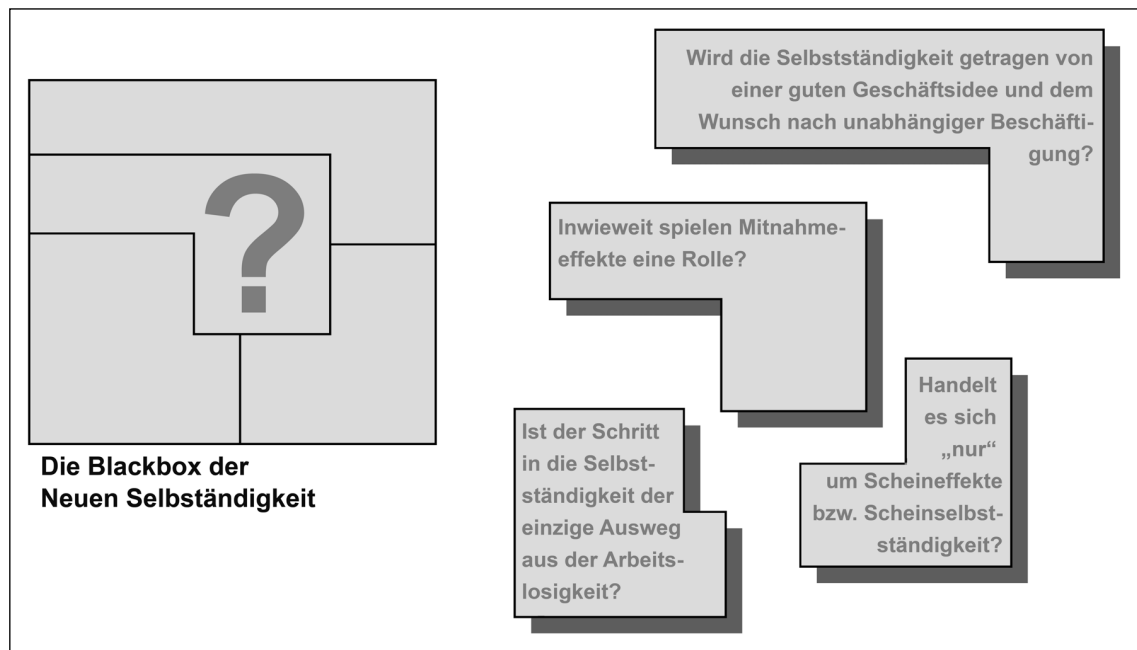 ?
Die Blackbox der
Neuen Selbständigkeit
Wird die Selbstständigkeit getragen von
einer guten Geschäftsidee und dem
Wunsch nach unabhängiger Beschäfti-
gung?
Inwieweit spielen Mitnahme-
effekte eine Rolle?
Ist der Schritt
in die Selbst-
ständigkeit der
einzige Ausweg
aus der Arbeits-
losigkeit?
Handelt
es sich
„nur“
um Scheineffekte
bzw. Scheinselbst-
ständigkeit?